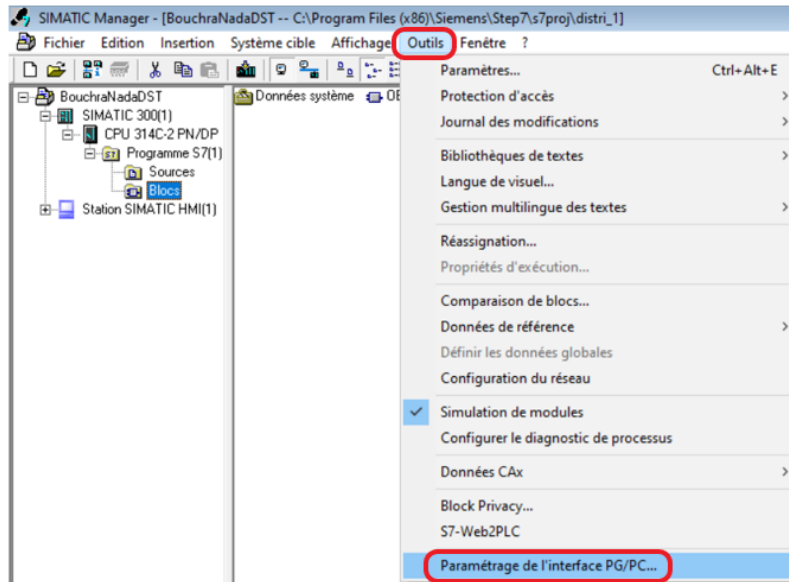 SIMATIC Manager - [BouchraNadaDST -- C:\Program Files (x86)\Siemens\Step7\s7proj\distri_1]
Fichier Edition Insertion Système cible Affichage Outils Fenêtre ?
BouchraNadaDST
SIMATIC 300(1)
CPU 314C-2 PN/DP
Programme S7(1)
Sources
Blocs
Station SIMATIC HMI(1)
Données système
Paramètres... Ctrl+Alt+E
Protection d'accès
Journal des modifications
Bibliothèques de textes
Langue de visuel...
Gestion multilingue des textes
Réassignation...
Propriétés d'exécution...
Comparaison de blocs...
Données de référence
Définir les données globales
Configuration du réseau
Simulation de modules
Configurer le diagnostic de processus
Données CAx
Block Privacy...
S7-Web2PLC
Paramétrage de l'interface PG/PC...